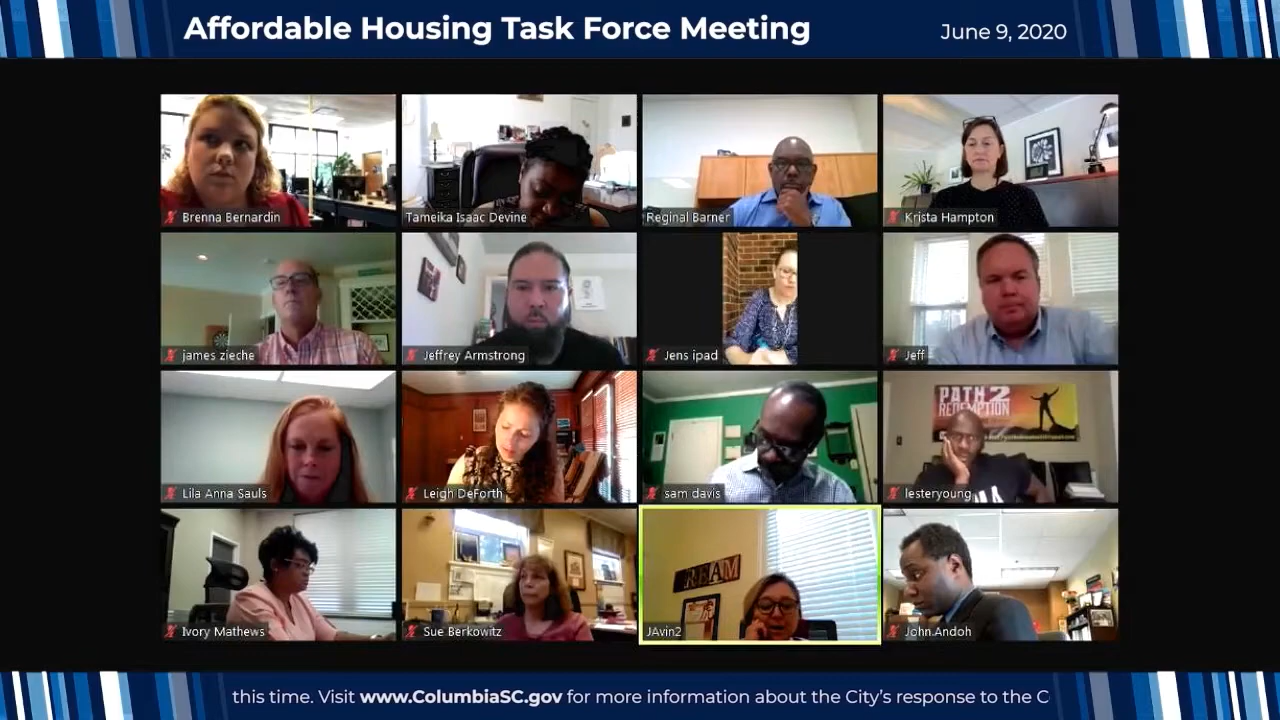 Affordable Housing Task Force Meeting
June 9, 2020
Brenna Bernardin
Tameika Isaac Devine
Reginal Barner
Krista Hampton
james zieche
Jeffrey Armstrong
Jens ipad
Jeff
Lila Anna Sauls
Leigh DeForth
sam davis
PATH 2
REDEMPTION
lesteryoung
Ivory Mathews
Sue Berkowitz
REAM
JAvin2
John.Andoh
this time. Visit www.ColumbiaSC.gov for more information about the City's response to the C